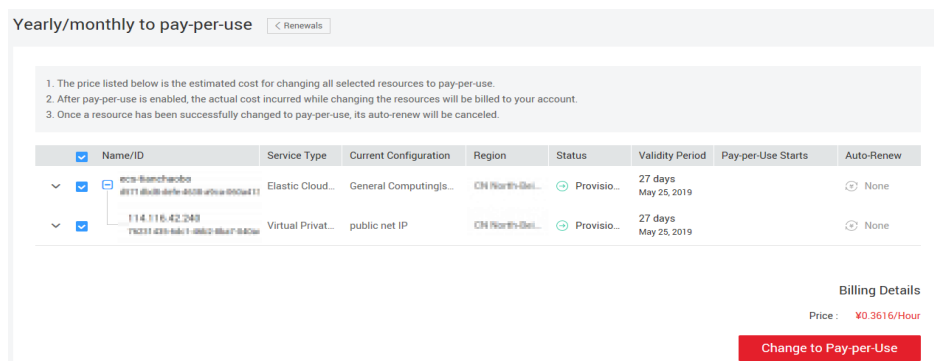 Yearly/monthly to pay-per-use
< Renewals
1. The price listed below is the estimated cost for changing all selected resources to pay-per-use.
2. After pay-per-use is enabled, the actual cost incurred while changing the resources will be billed to your account.
3. Once a resource has been successfully changed to pay-per-use, its auto-renew will be canceled.
Name/ID Service Type Current Configuration Region Status Validity Period Pay-per-Use Starts Auto-Renew
Elastic Cloud... General Computing|s... Provisio... 27 days None
May 25, 2019
114.116.42.240 Virtual Privat... public net IP Provisio... 27 days None
May 25, 2019
Billing Details
Price : ¥0.3616/Hour
Change to Pay-per-Use